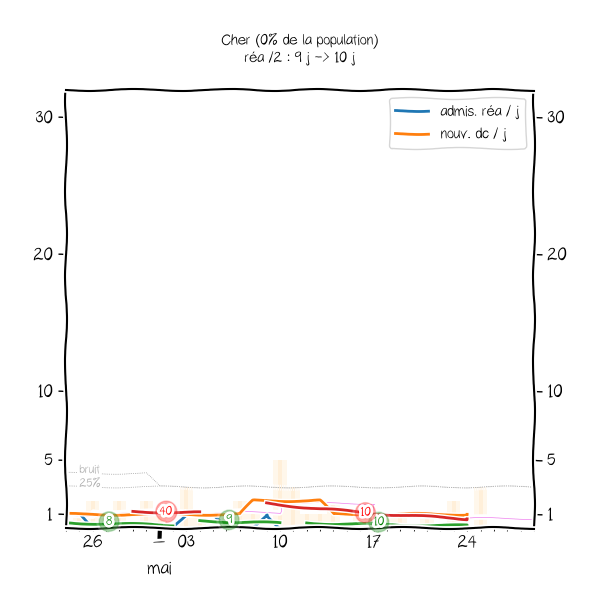 Cher (0% de la population)
réa /2 : 9 j -> 10 j
admis. réa / j
nouv. dc / j
30 30
20 20
10 10
5 5
bruit
25%
1 1
40 10
8 9 10
26 03 10 17 24
mai